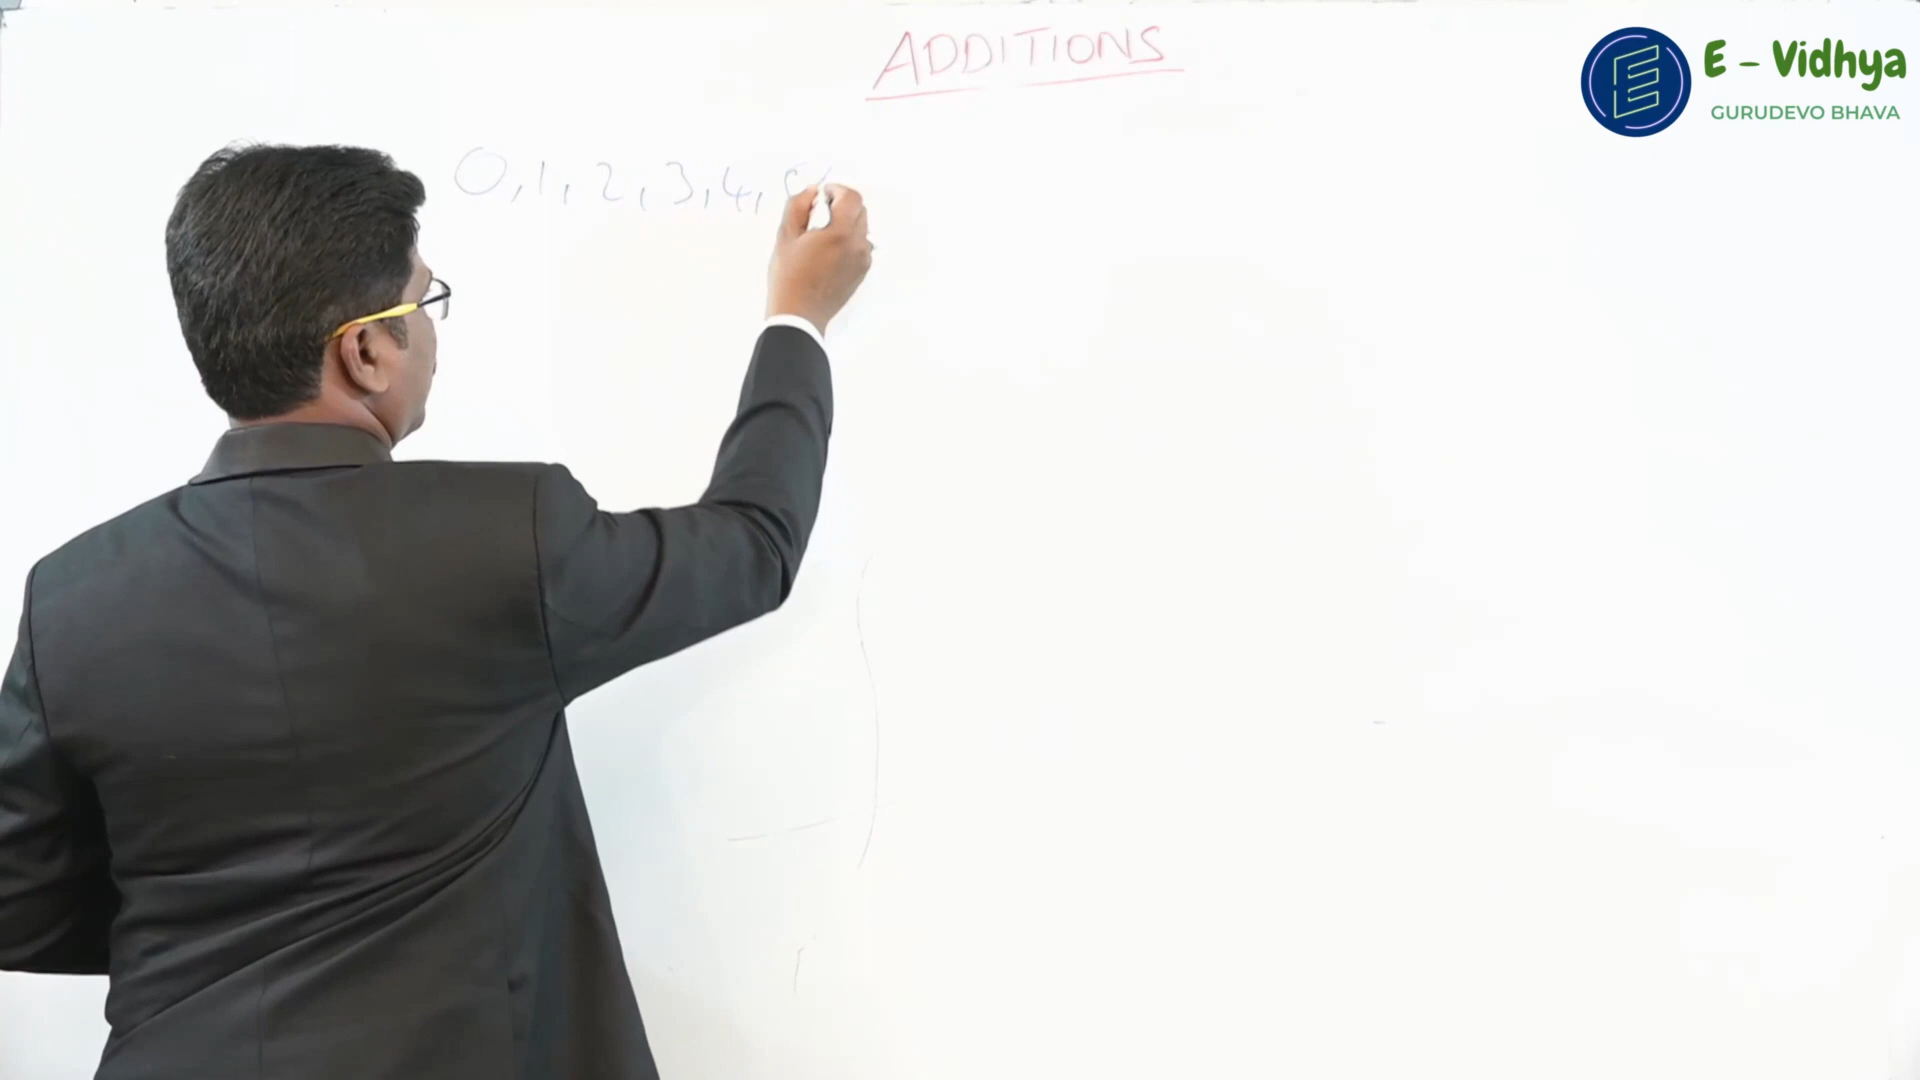 ADDITIONS
E - Vidhya
GURUDEVO BHAVA
0, 1, 2, 3, 4,